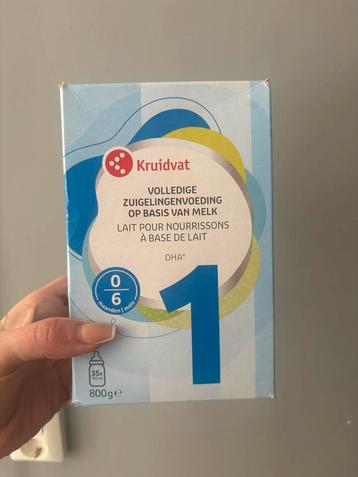 Kruidvat
VOLLEDIGE
ZUIGELINGENVOEDING
OP BASIS VAN MELK
LAIT POUR NOURRISSONS
À BASE DE LAIT
DHA*
0
6
maanden | mois
1
35x
800g e